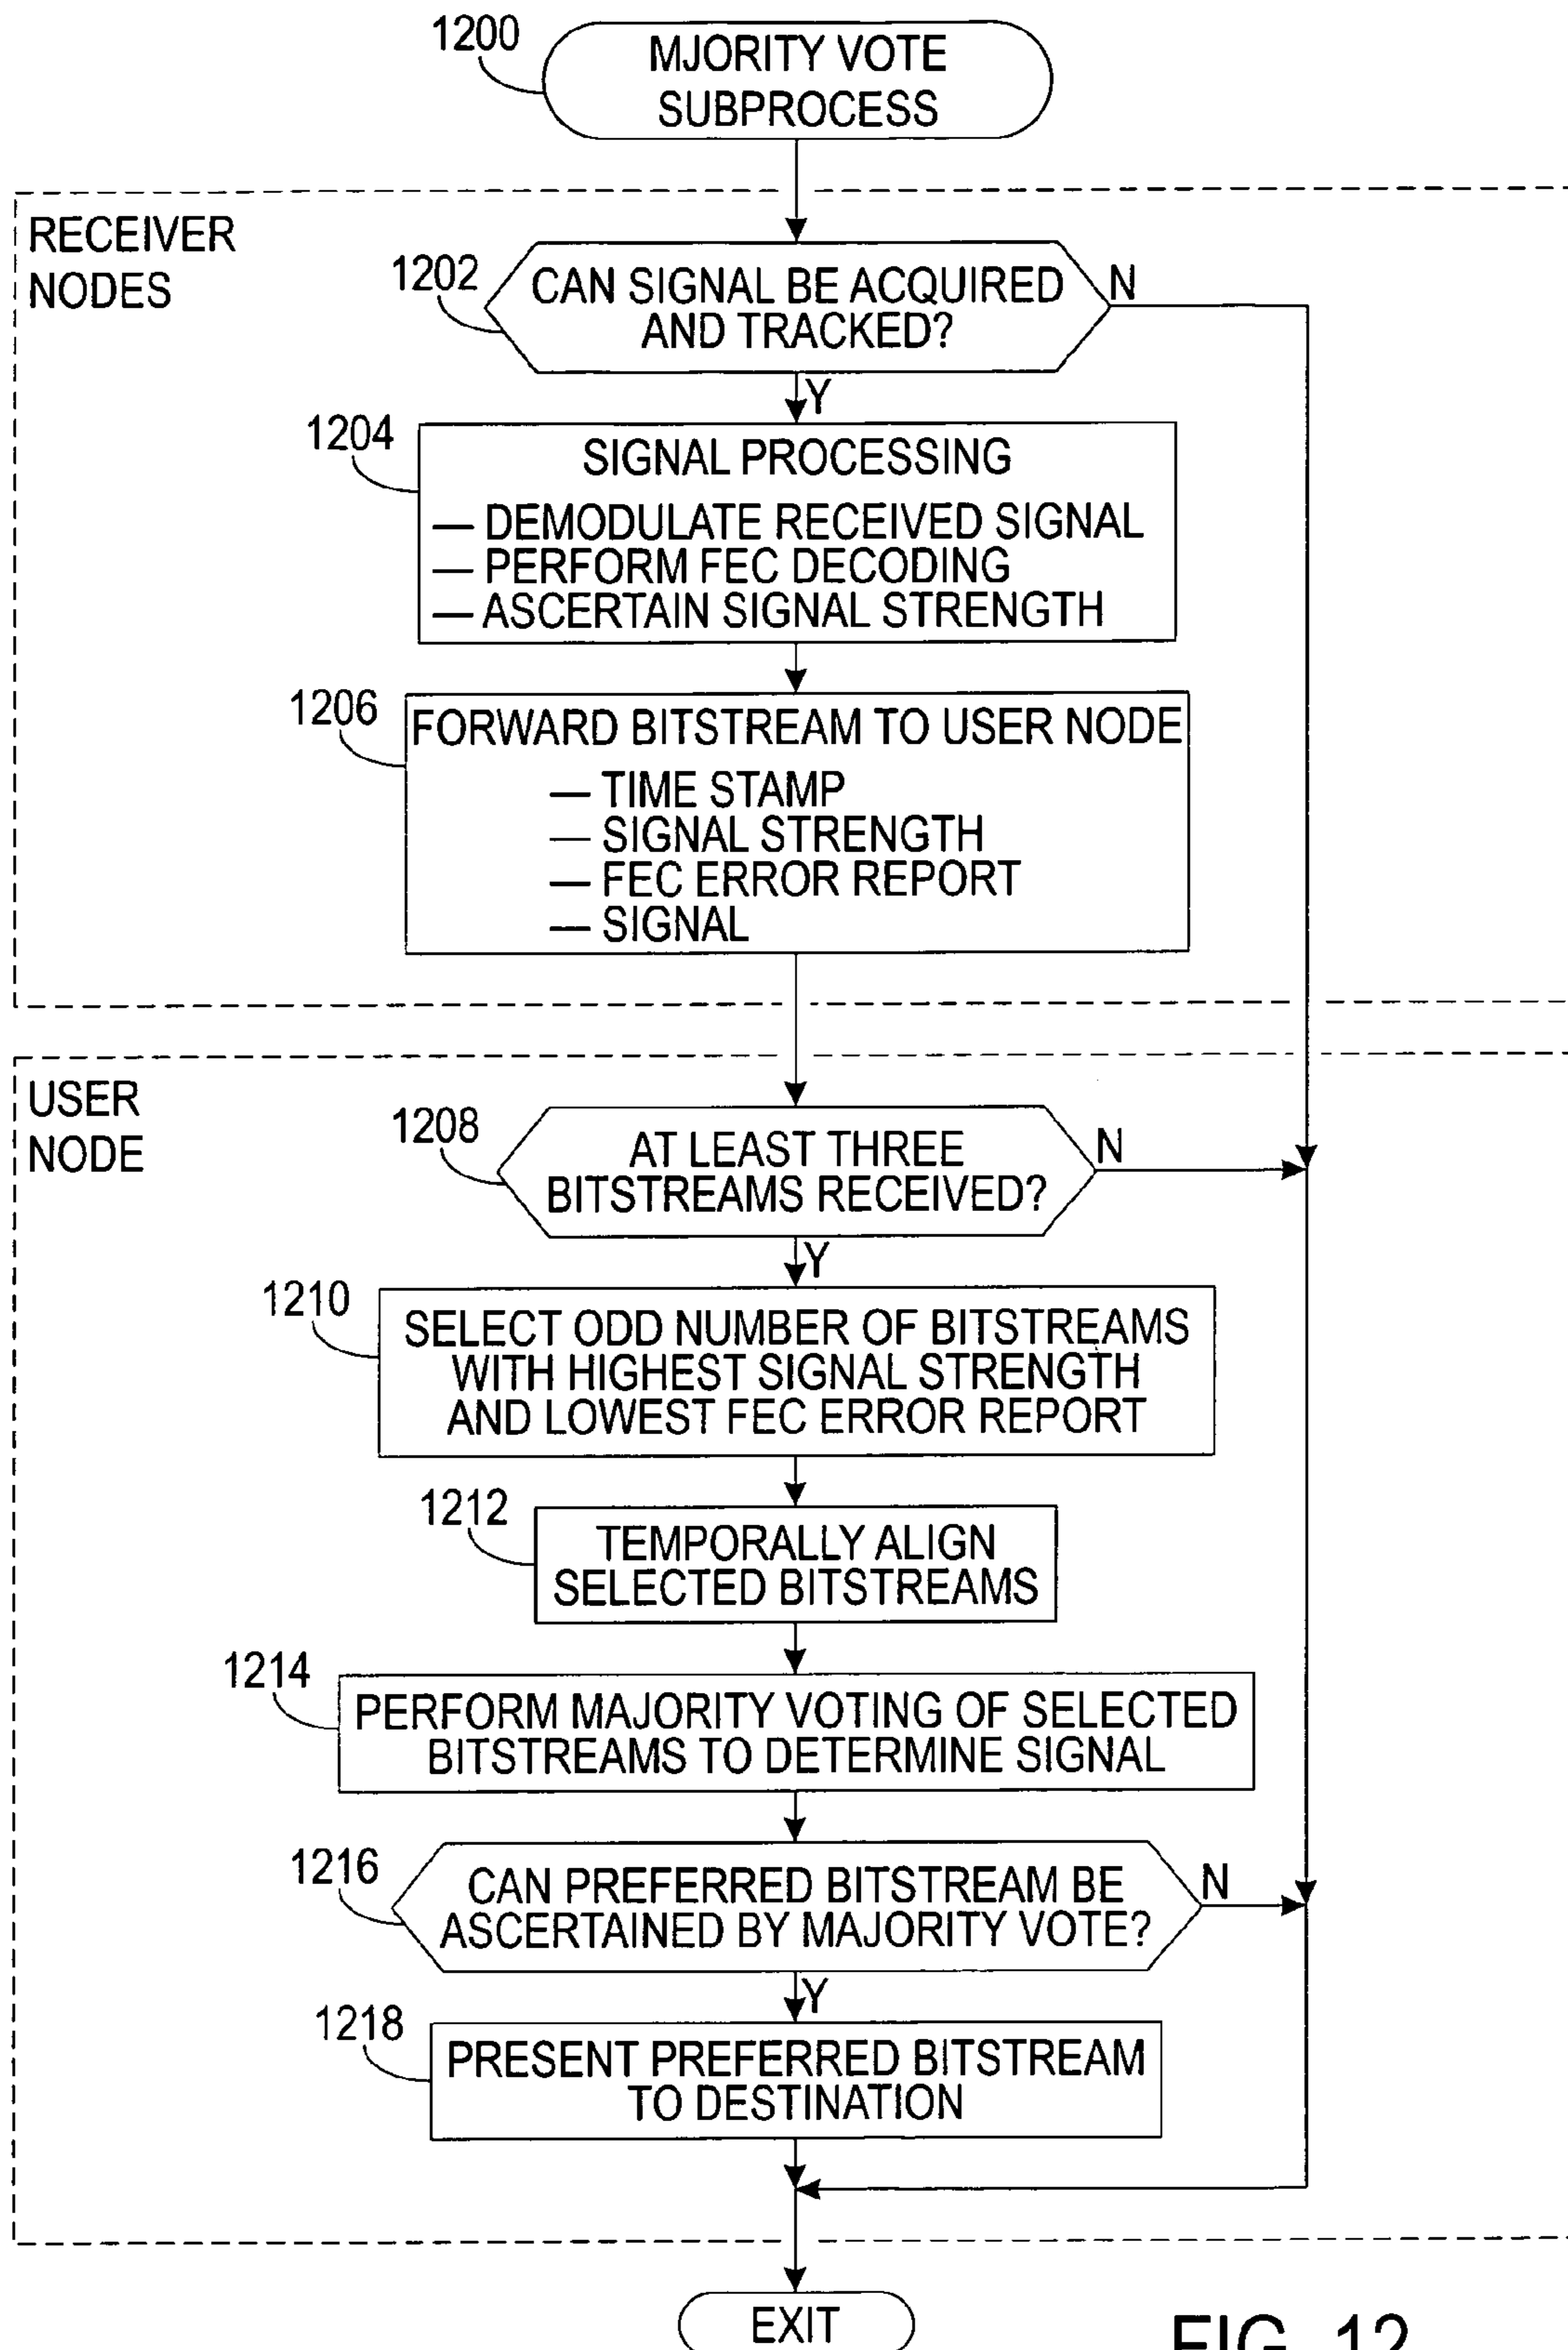 1200
MJORITY VOTE
SUBPROCESS
RECEIVER
NODES
1202
CAN SIGNAL BE ACQUIRED
AND TRACKED?
N
Y
1204
SIGNAL PROCESSING
— DEMODULATE RECEIVED SIGNAL
— PERFORM FEC DECODING
— ASCERTAIN SIGNAL STRENGTH
1206
FORWARD BITSTREAM TO USER NODE
— TIME STAMP
— SIGNAL STRENGTH
— FEC ERROR REPORT
— SIGNAL
USER
NODE
1208
AT LEAST THREE
BITSTREAMS RECEIVED?
N
Y
1210
SELECT ODD NUMBER OF BITSTREAMS
WITH HIGHEST SIGNAL STRENGTH
AND LOWEST FEC ERROR REPORT
1212
TEMPORALLY ALIGN
SELECTED BITSTREAMS
1214
PERFORM MAJORITY VOTING OF SELECTED
BITSTREAMS TO DETERMINE SIGNAL
1216
CAN PREFERRED BITSTREAM BE
ASCERTAINED BY MAJORITY VOTE?
N
Y
1218
PRESENT PREFERRED BITSTREAM
TO DESTINATION
EXIT
FIG. 12